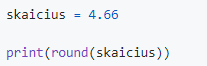 skaicius = 4.66
print(round(skaicius))